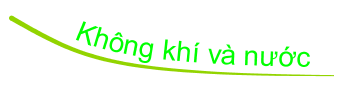 Không khí và nước